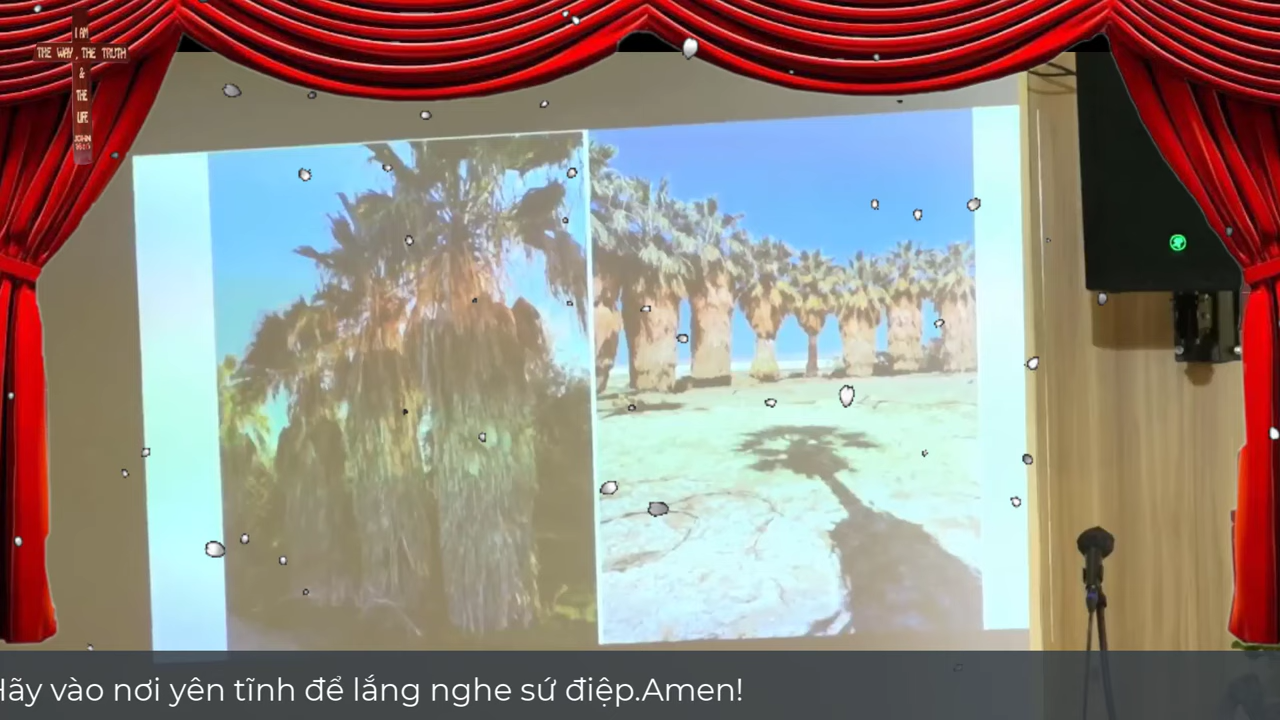 I AM
THE WAY, THE TRUTH
&
THE
LIFE
JOHN
Hãy vào nơi yên tĩnh để lắng nghe sứ điệp.Amen!